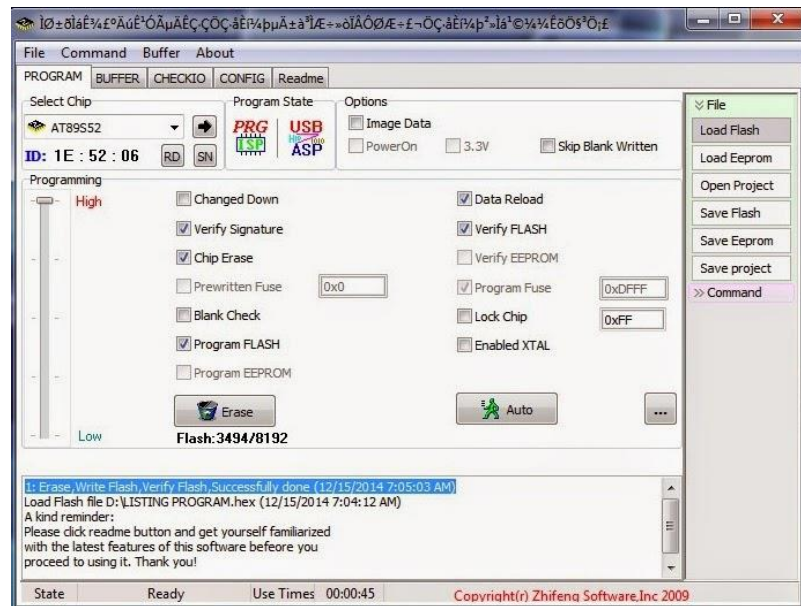 File Command Buffer About
PROGRAM BUFFER CHECKIO CONFIG Readme
Select Chip
AT89S52
ID: 1E : 52 : 06
RD SN
Program State
PRG
ISP
USB
ASP
Options
Image Data
PowerOn 3.3V Skip Blank Written
Programming
High
Low
Changed Down
Verify Signature
Chip Erase
Prewritten Fuse 0x0
Blank Check
Program FLASH
Program EEPROM
Erase
Flash:3494/8192
Data Reload
Verify FLASH
Verify EEPROM
Program Fuse 0xDFFF
Lock Chip 0xFF
Enabled XTAL
Auto
...
File
Load Flash
Load Eeprom
Open Project
Save Flash
Save Eeprom
Save project
Command
1: Erase,Write Flash,Verify Flash,Successfully done (12/15/2014 7:05:03 AM)
Load Flash file D:\LISTING PROGRAM.hex (12/15/2014 7:04:12 AM)
A kind reminder:
Please click readme button and get yourself familiarized
with the latest features of this software befeore you
proceed to using it. Thank you!
State Ready Use Times 00:00:45 Copyright(r) Zhifeng Software,Inc 2009